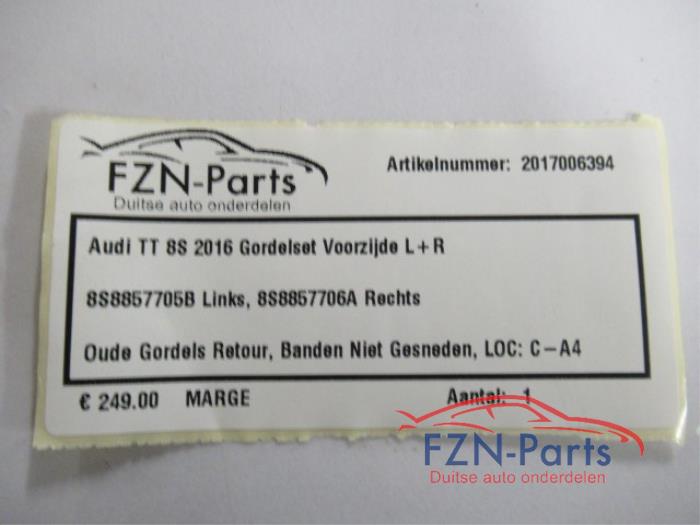 FZN-Parts
Duitse auto onderdelen
Artikelnummer: 2017006394
Audi TT 8S 2016 Gordelset Voorzijde L+R
8S8857705B Links, 8S8857706A Rechts
Oude Gordels Retour, Banden Niet Gesneden, LOC: C-A4
€ 249.00 MARGE Aantal: 1
FZN-Parts
Duitse auto onderdelen